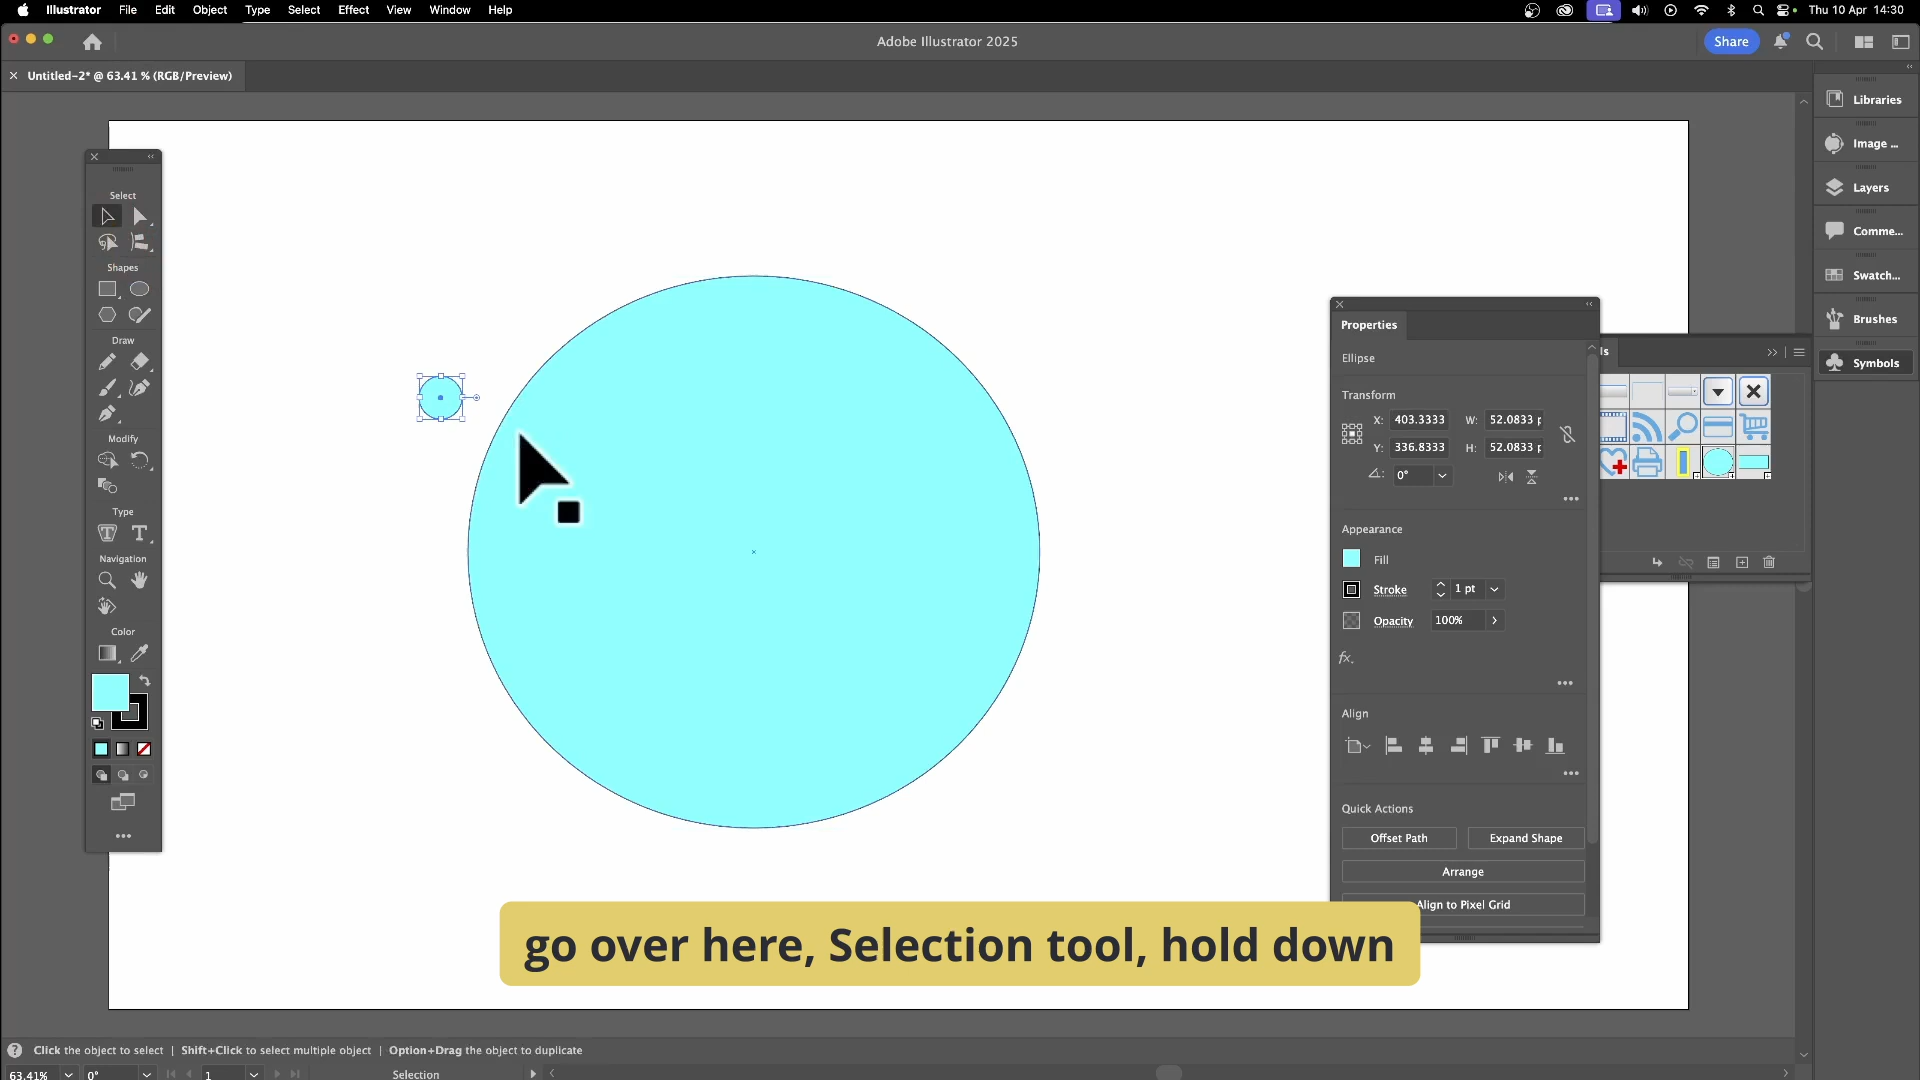 Illustrator File Edit Object Type Select Effect View Window Help
Thu 10 Apr 14:30
Adobe Illustrator 2025
Share
Untitled-2* @ 63.41 % (RGB/Preview)
Select
Shapes
Draw
Modify
Type
Navigation
Color
Properties
Ellipse
Transform
X: 403.3333 W: 52.0833 p
Y: 336.8333 H: 52.0833 p
0°
Appearance
Fill
Stroke 1 pt
Opacity 100%
fx.
Align
Quick Actions
Offset Path Expand Shape
Arrange
Align to Pixel Grid
ls
Libraries
Image ...
Layers
Comme...
Swatch...
Brushes
Symbols
go over here, Selection tool, hold down
Click the object to select | Shift+Click to select multiple object | Option+Drag the object to duplicate
63.41% 0° 1 Selection